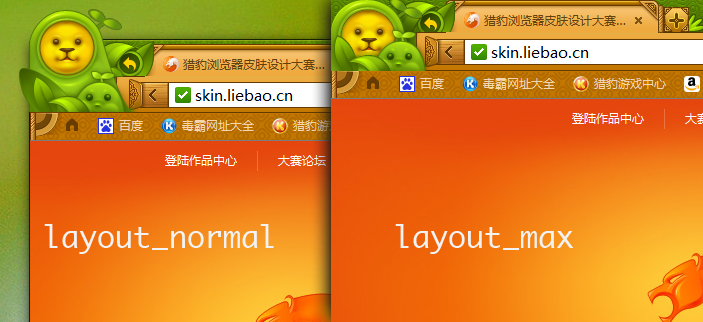 猎豹浏览器皮肤设计大赛...
skin.liebao.cn
百度
毒霸网址大全
猎豹游
登陆作品中心
大赛论坛
layout_normal
猎豹浏览器皮肤设计大赛...
skin.liebao.cn
百度
毒霸网址大全
猎豹游戏中心
登陆作品中心
大
layout_max